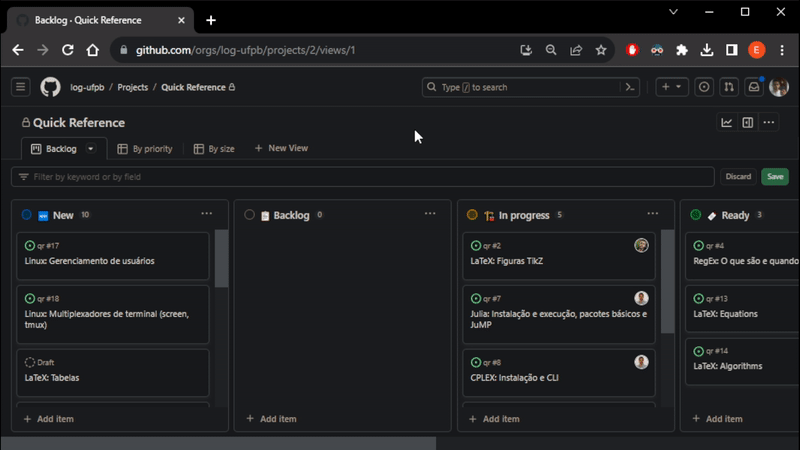 Backlog · Quick Reference
github.com/orgs/log-ufpb/projects/2/views/1
E
log-ufpb / Projects / Quick Reference
Type / to search
Quick Reference
Backlog
By priority
By size
+ New View
Filter by keyword or by field
Discard
Save
New 10
qr #17
Linux: Gerenciamento de usuários
qr #18
Linux: Multiplexadores de terminal (screen,
tmux)
Draft
LaTeX: Tabelas
+ Add item
Backlog 0
+ Add item
In progress 5
qr #2
LaTeX: Figuras TikZ
qr #7
Julia: Instalação e execução, pacotes básicos e
JuMP
qr #8
CPLEX: Instalação e CLI
+ Add item
Ready 3
qr #4
RegEx: O que são e quando
qr #13
LaTeX: Equations
qr #14
LaTeX: Algorithms
+ Add item